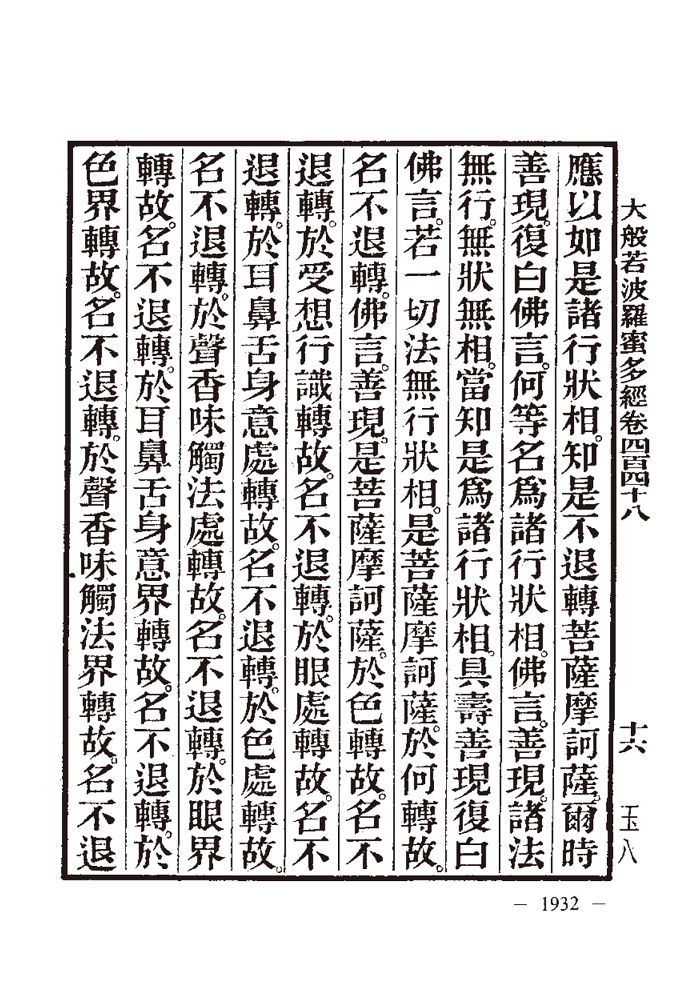 大般若波羅蜜多經卷四百四十八 十六 玉八
應以如是諸行狀相。知是不退轉菩薩摩訶薩。爾時
善現。復白佛言。何等名爲諸行狀相。佛言。善現。諸法
無行。無狀無相。當知是爲諸行狀相。具壽善現復白
佛言。若一切法無行狀相。是菩薩摩訶薩。於何轉故。
名不退轉。佛言。善現。是菩薩摩訶薩。於色轉故。名不
退轉。於受想行識轉故。名不退轉。於眼處轉故。名不
退轉。於耳鼻舌身意處轉故。名不退轉。於色處轉故。
名不退轉。於聲香味觸法處轉故。名不退轉。於眼界
轉故。名不退轉。於耳鼻舌身意界轉故。名不退轉。於
色界轉故。名不退轉。於聲香味觸法界轉故。名不退
— 1932 —